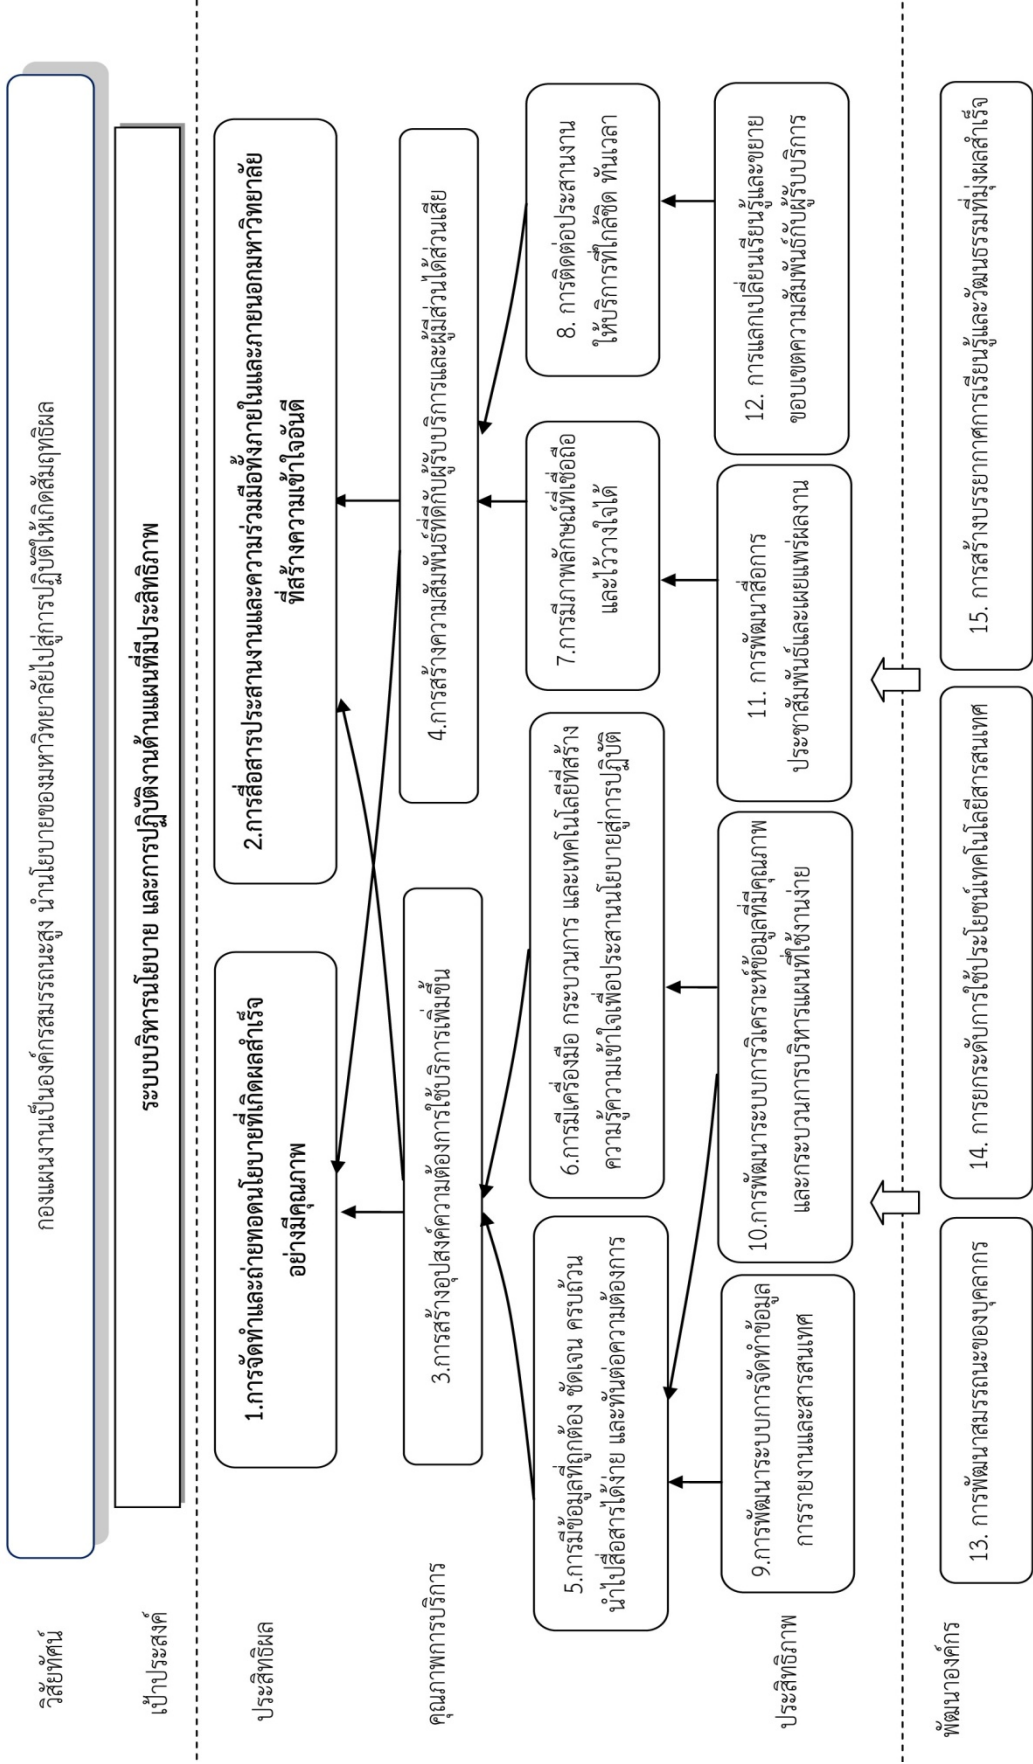 วิสัยทัศน์
กองแผนงานเป็นองค์กรสมรรถนะสูง นำนโยบายของมหาวิทยาลัยไปสู่การปฏิบัติให้เกิดสัมฤทธิผล
เป้าประสงค์
ระบบบริหารนโยบาย และการปฏิบัติงานด้านแผนที่มีประสิทธิภาพ
ประสิทธิผล
1.การจัดทำและถ่ายทอดนโยบายที่เกิดผลสำเร็จ
อย่างมีคุณภาพ
2.การสื่อสารประสานงานและความร่วมมือทั้งภายในและภายนอกมหาวิทยาลัย
ที่สร้างความเข้าใจอันดี
คุณภาพการบริการ
3.การสร้างอุปสงค์ความต้องการใช้บริการเพิ่มขึ้น
4.การสร้างความสัมพันธ์ที่ดีกับผู้รับบริการและผู้มีส่วนได้ส่วนเสีย
5.การมีข้อมูลที่ถูกต้อง ชัดเจน ครบถ้วน
นำไปสื่อสารได้ง่าย และทันต่อความต้องการ
6.การมีเครื่องมือ กระบวนการ และเทคโนโลยีที่สร้าง
ความรู้ความเข้าใจเพื่อประสานนโยบายสู่การปฏิบัติ
7.การมีภาพลักษณ์ที่เชื่อถือ
และไว้วางใจได้
8. การติดต่อประสานงาน
ให้บริการที่ใกล้ชิด ทันเวลา
ประสิทธิภาพ
9.การพัฒนาระบบการจัดทำข้อมูล
การรายงานและสารสนเทศ
10.การพัฒนาระบบการวิเคราะห์ข้อมูลที่มีคุณภาพ
และกระบวนการบริหารแผนที่ใช้งานง่าย
11. การพัฒนาสื่อการ
ประชาสัมพันธ์และเผยแพร่ผลงาน
12. การแลกเปลี่ยนเรียนรู้และขยาย
ขอบเขตความสัมพันธ์กับผู้รับบริการ
พัฒนาองค์กร
13. การพัฒนาสมรรถนะของบุคลากร
14. การยกระดับการใช้ประโยชน์เทคโนโลยีสารสนเทศ
15. การสร้างบรรยากาศการเรียนรู้และวัฒนธรรมที่มุ่งผลสำเร็จ